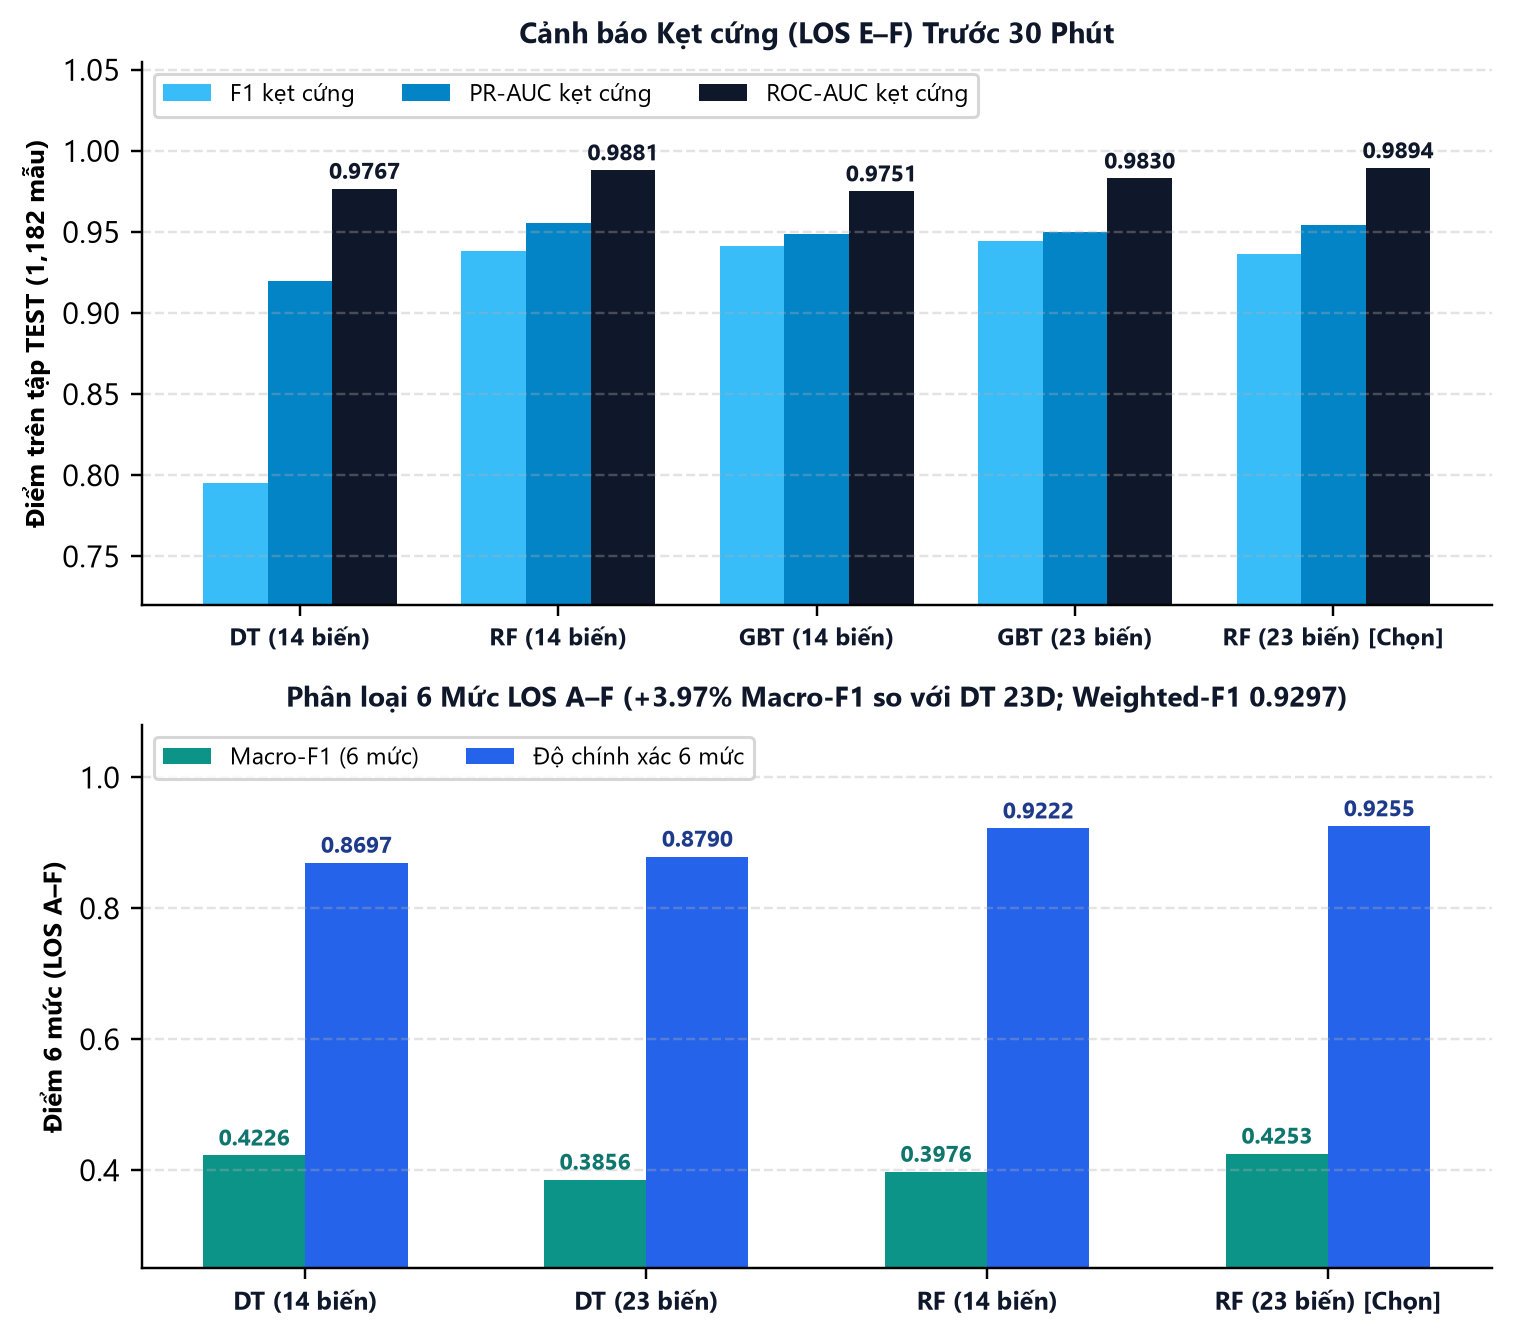 Cảnh báo Kẹt cứng (LOS E–F) Trước 30 Phút
Điểm trên tập TEST (1,182 mẫu)
F1 kẹt cứng
PR-AUC kẹt cứng
ROC-AUC kẹt cứng
1.05
1.00
0.95
0.90
0.85
0.80
0.75
0.9767
0.9881
0.9751
0.9830
0.9894
DT (14 biến)
RF (14 biến)
GBT (14 biến)
GBT (23 biến)
RF (23 biến) [Chọn]
Phân loại 6 Mức LOS A–F (+3.97% Macro-F1 so với DT 23D; Weighted-F1 0.9297)
Điểm 6 mức (LOS A–F)
Macro-F1 (6 mức)
Độ chính xác 6 mức
1.0
0.8
0.6
0.4
0.4226
0.8697
0.3856
0.8790
0.3976
0.9222
0.4253
0.9255
DT (14 biến)
DT (23 biến)
RF (14 biến)
RF (23 biến) [Chọn]